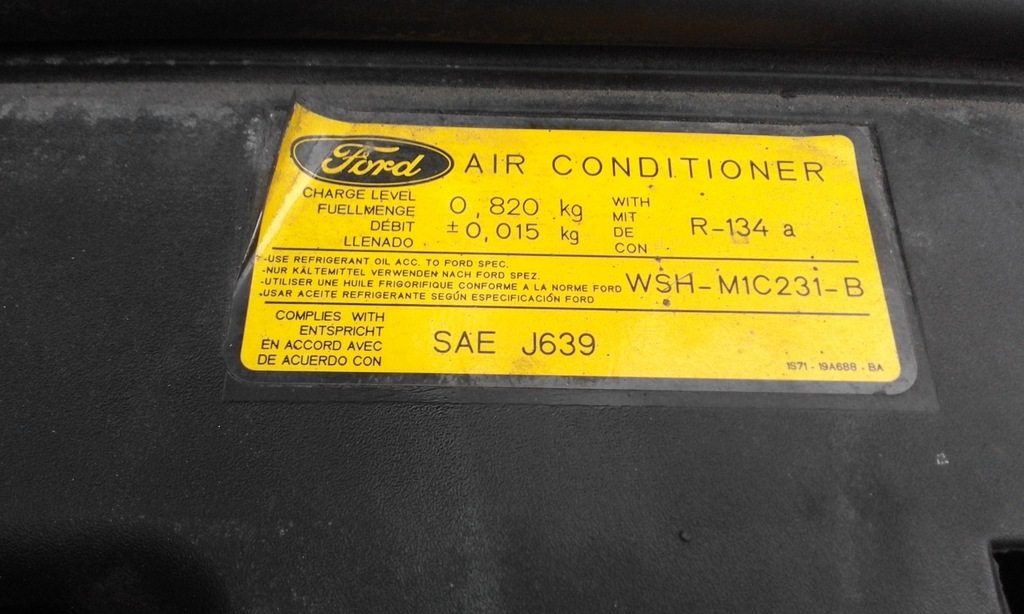 Ford AIR CONDITIONER
CHARGE LEVEL
FUELLMENGE
DÉBIT
LLENADO
0,820 kg
±0,015 kg
WITH
MIT
DE
CON
R-134 a
-USE REFRIGERANT OIL ACC. TO FORD SPEC.
-NUR KÄLTEMITTEL VERWENDEN NACH FORD SPEZ.
-UTILISER UNE HUILE FRIGORIFIQUE CONFORME A LA NORME FORD
-USAR ACEITE REFRIGERANTE SEGÚN ESPECIFICACIÓN FORD
WSH-M1C231-B
COMPLIES WITH
ENTSPRICHT
EN ACCORD AVEC
DE ACUERDO CON
SAE J639
1S71-19A688-BA